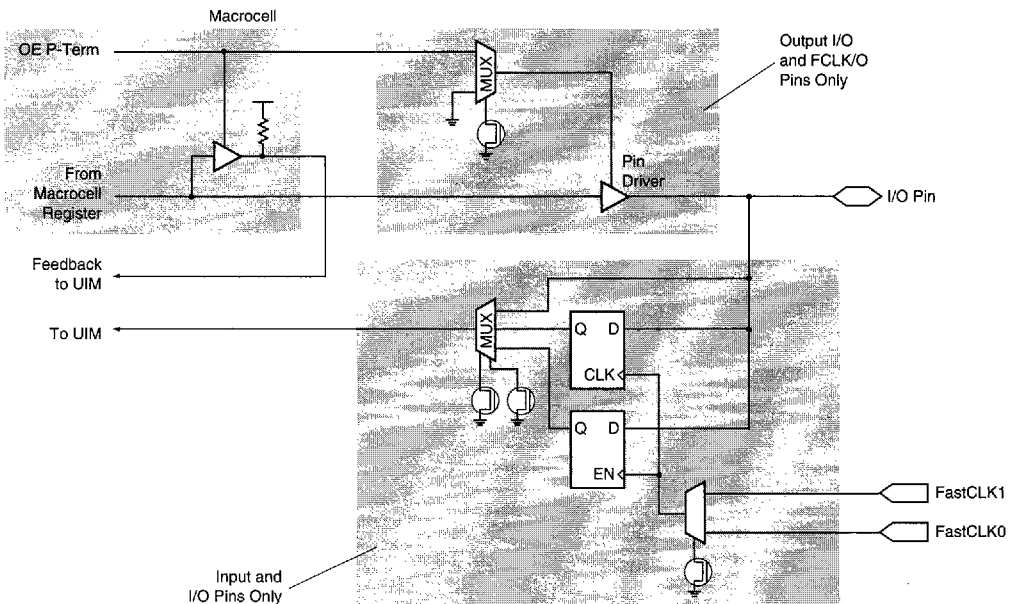 Macrocell
OE P-Term
MUX
Output I/O
and FCLK/O
Pins Only
From
Macrocell
Register
Pin
Driver
I/O Pin
Feedback
to UIM
To UIM
MUX
Q D
CLK
Q D
EN
FastCLK1
FastCLK0
Input and
I/O Pins Only